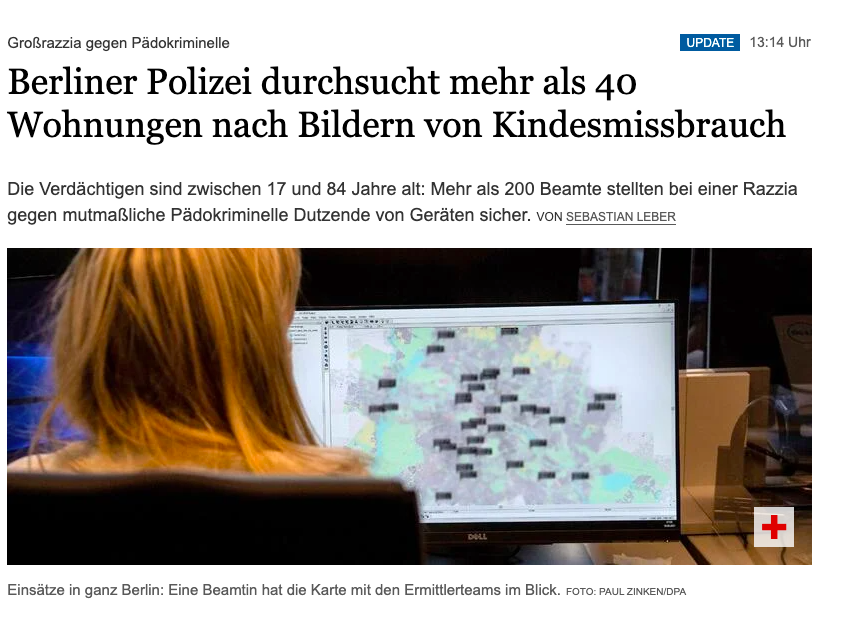 Großrazzia gegen Pädokriminelle
UPDATE 13:14 Uhr
Berliner Polizei durchsucht mehr als 40
Wohnungen nach Bildern von Kindesmissbrauch
Die Verdächtigen sind zwischen 17 und 84 Jahre alt: Mehr als 200 Beamte stellten bei einer Razzia
gegen mutmaßliche Pädokriminelle Dutzende von Geräten sicher. VON SEBASTIAN LEBER
DELL
Einsätze in ganz Berlin: Eine Beamtin hat die Karte mit den Ermittlerteams im Blick. FOTO: PAUL ZINKEN/DPA